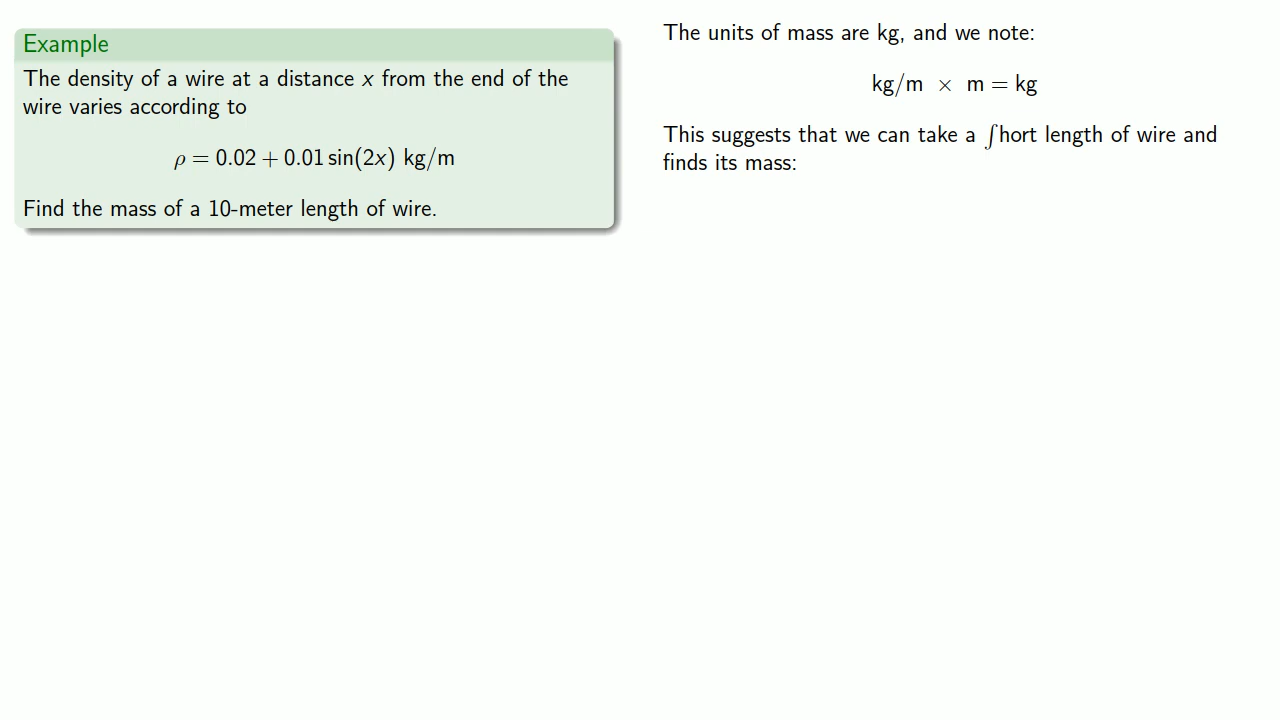 Example
The density of a wire at a distance x from the end of the
wire varies according to
ρ = 0.02 + 0.01 sin(2x) kg/m
Find the mass of a 10-meter length of wire.
The units of mass are kg, and we note:
kg/m × m = kg
This suggests that we can take a ∫hort length of wire and
finds its mass: